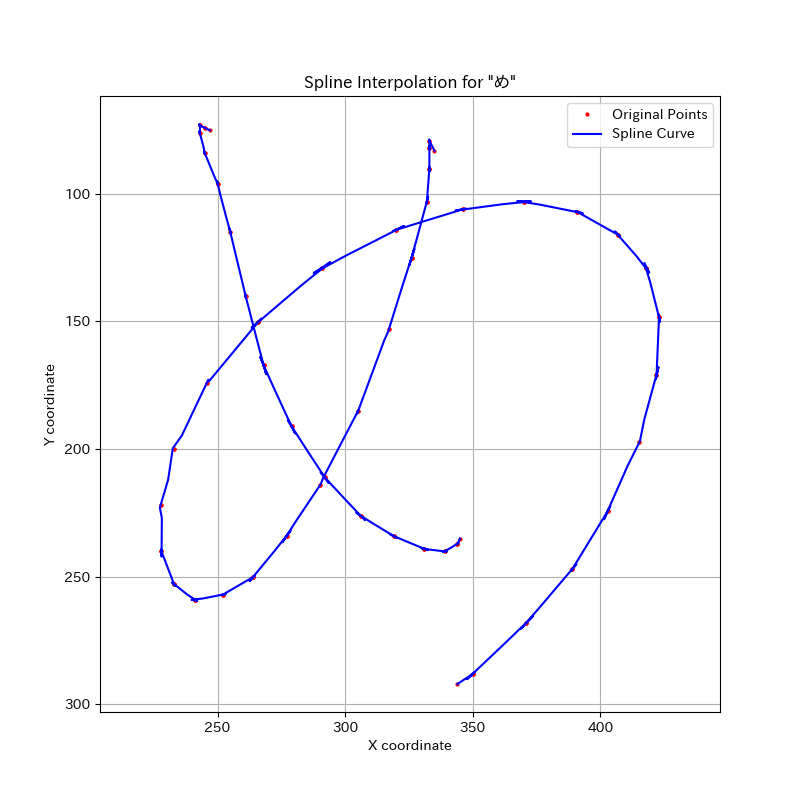 Spline Interpolation for "め"
Original Points
Spline Curve
100
150
200
250
300
Y coordinate
250
300
350
400
X coordinate
め